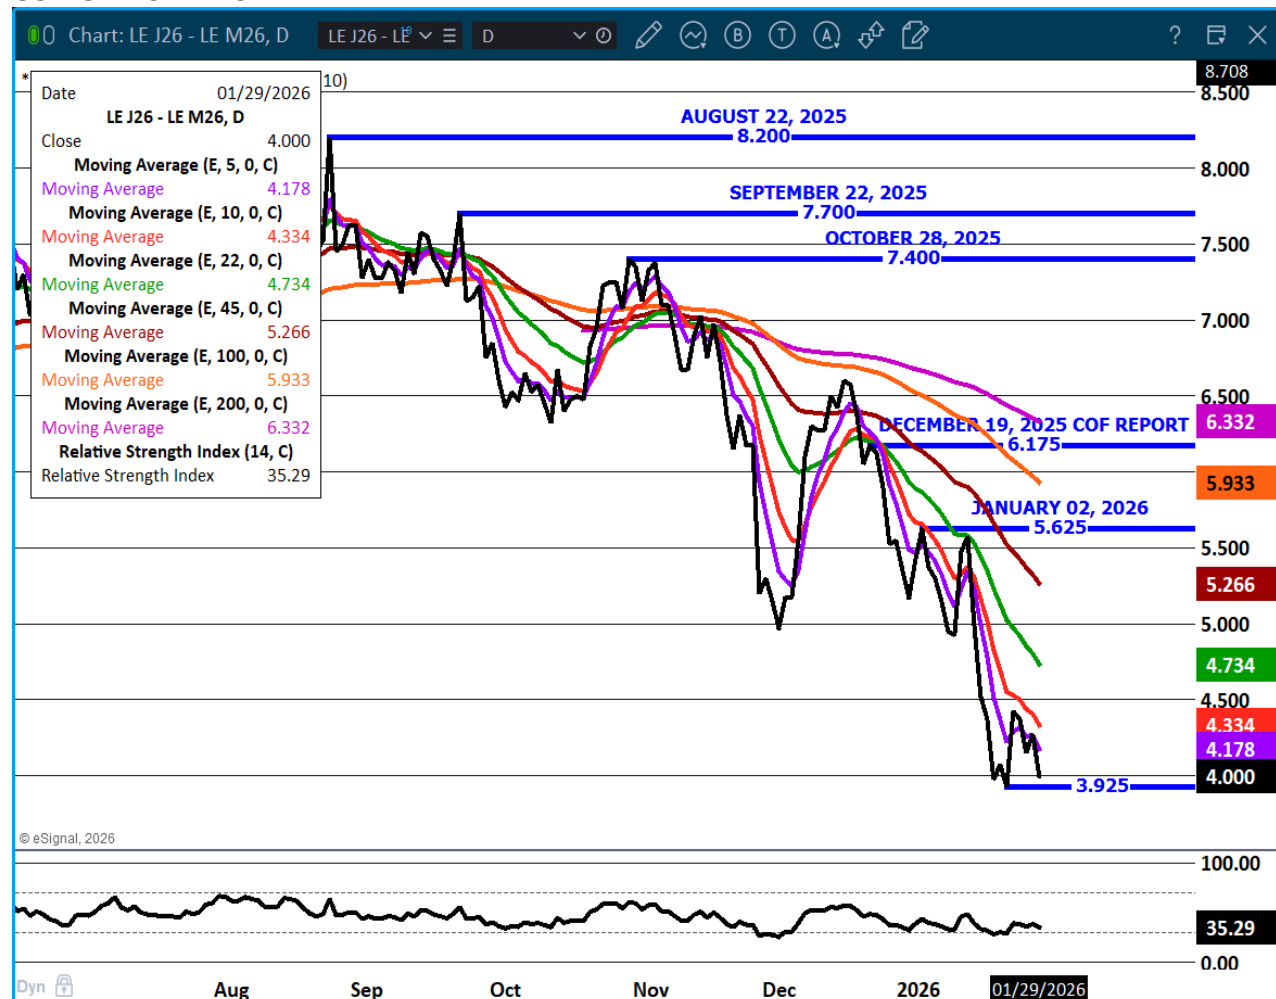 Chart: LE J26 - LE M26, D
LE J26 - LE
D
B
T
A
?
*
10)
Date 01/29/2026
LE J26 - LE M26, D
Close 4.000
Moving Average (E, 5, 0, C)
Moving Average 4.178
Moving Average (E, 10, 0, C)
Moving Average 4.334
Moving Average (E, 22, 0, C)
Moving Average 4.734
Moving Average (E, 45, 0, C)
Moving Average 5.266
Moving Average (E, 100, 0, C)
Moving Average 5.933
Moving Average (E, 200, 0, C)
Moving Average 6.332
Relative Strength Index (14, C)
Relative Strength Index 35.29
AUGUST 22, 2025
8.200
SEPTEMBER 22, 2025
7.700
OCTOBER 28, 2025
7.400
DECEMBER 19, 2025 COF REPORT
6.175
JANUARY 02, 2026
5.625
3.925
8.708
8.500
8.000
7.500
7.000
6.500
6.332
5.933
5.500
5.266
5.000
4.734
4.500
4.334
4.178
4.000
© eSignal, 2026
100.00
35.29
0.00
Dyn
Aug Sep Oct Nov Dec 2026 01/29/2026